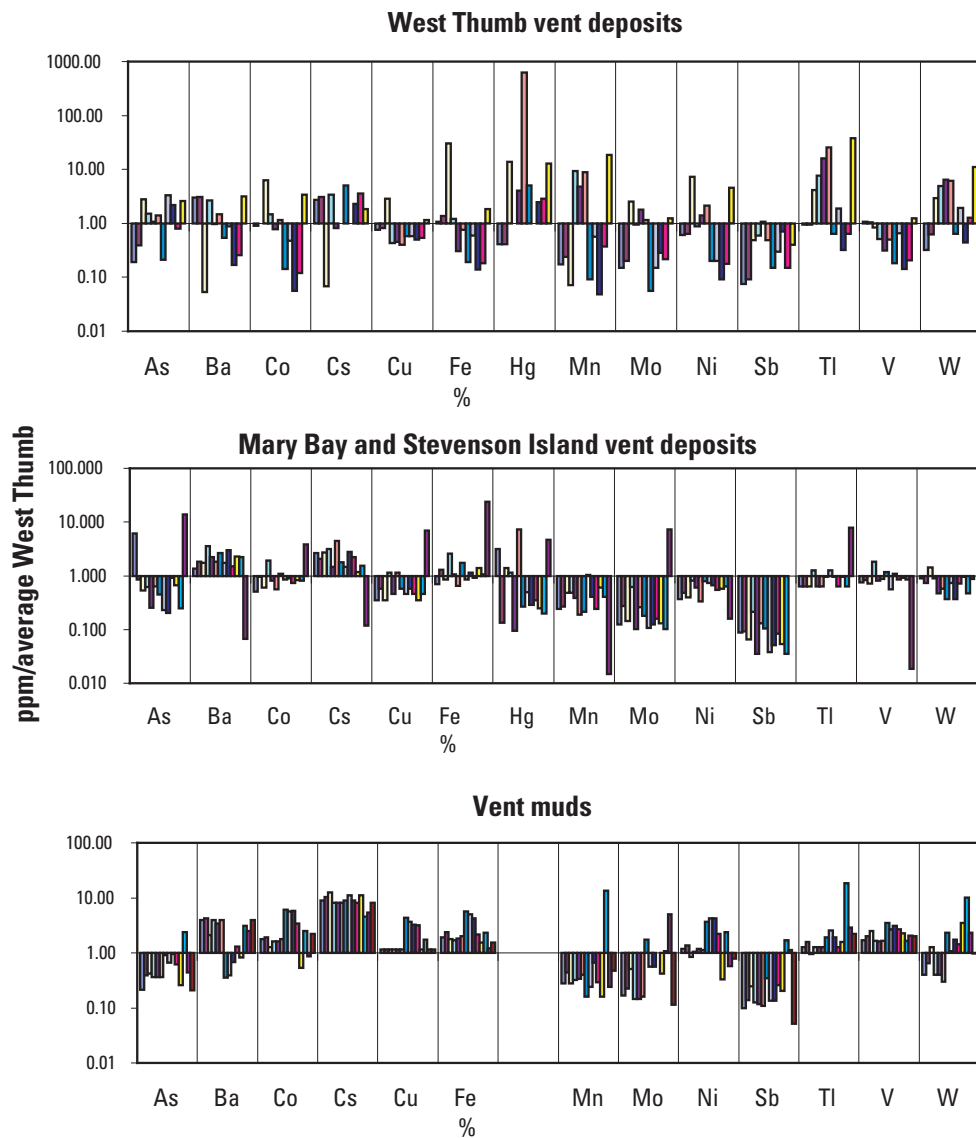 West Thumb vent deposits
1000.00
100.00
10.00
1.00
0.10
0.01
As Ba Co Cs Cu Fe Hg Mn Mo Ni Sb Tl V W
%
ppm/average West Thumb
Mary Bay and Stevenson Island vent deposits
100.000
10.000
1.000
0.100
0.010
As Ba Co Cs Cu Fe Hg Mn Mo Ni Sb Tl V W
%
Vent muds
100.00
10.00
1.00
0.10
0.01
As Ba Co Cs Cu Fe Mn Mo Ni Sb Tl V W
%